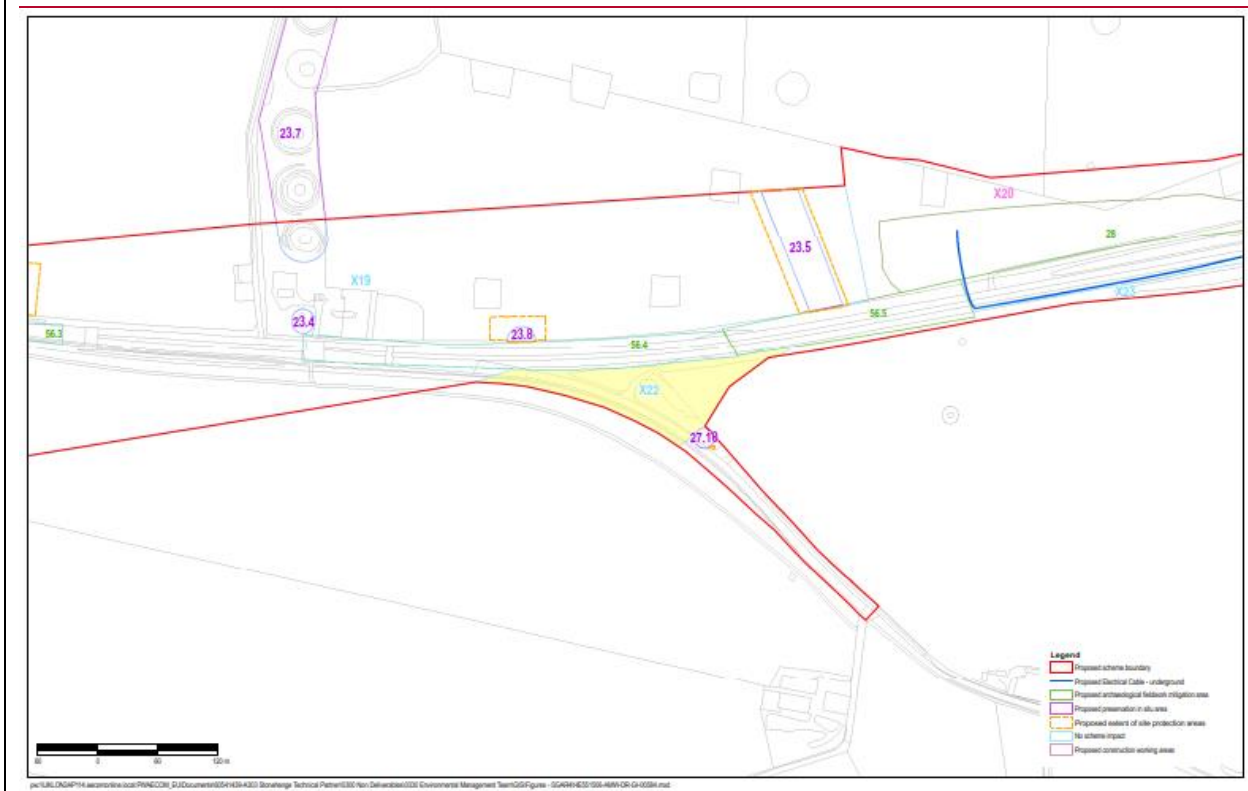 23.7
X20
28
23.5
X19
X23
23.4
56.5
56.3
23.8
56.4
X22
27.18
Legend
Proposed scheme boundary
Proposed Electrical Cable - underground
Proposed archaeological fieldwork mitigation area
Proposed preservation in situ area
Proposed extent of site protection areas
No scheme impact
Proposed construction working areas
60 0 60 120 m